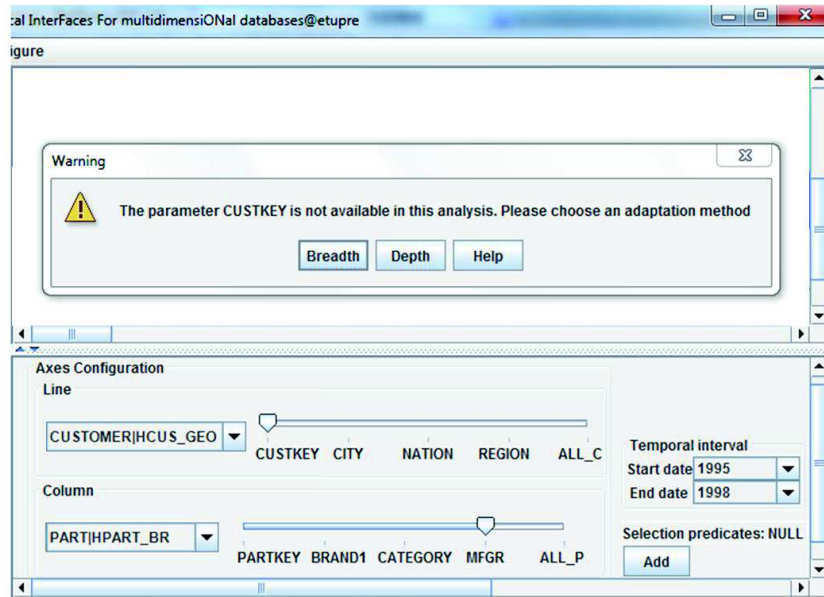 cal InterFaces For multidimensiONal databases@etupre
igure
Warning
The parameter CUSTKEY is not available in this analysis. Please choose an adaptation method
Breadth Depth Help
Axes Configuration
Line
CUSTOMER|HCUS_GEO
CUSTKEY CITY NATION REGION ALL_C
Column
PART|HPART_BR
PARTKEY BRAND1 CATEGORY MFGR ALL_P
Temporal interval
Start date 1995
End date 1998
Selection predicates: NULL
Add